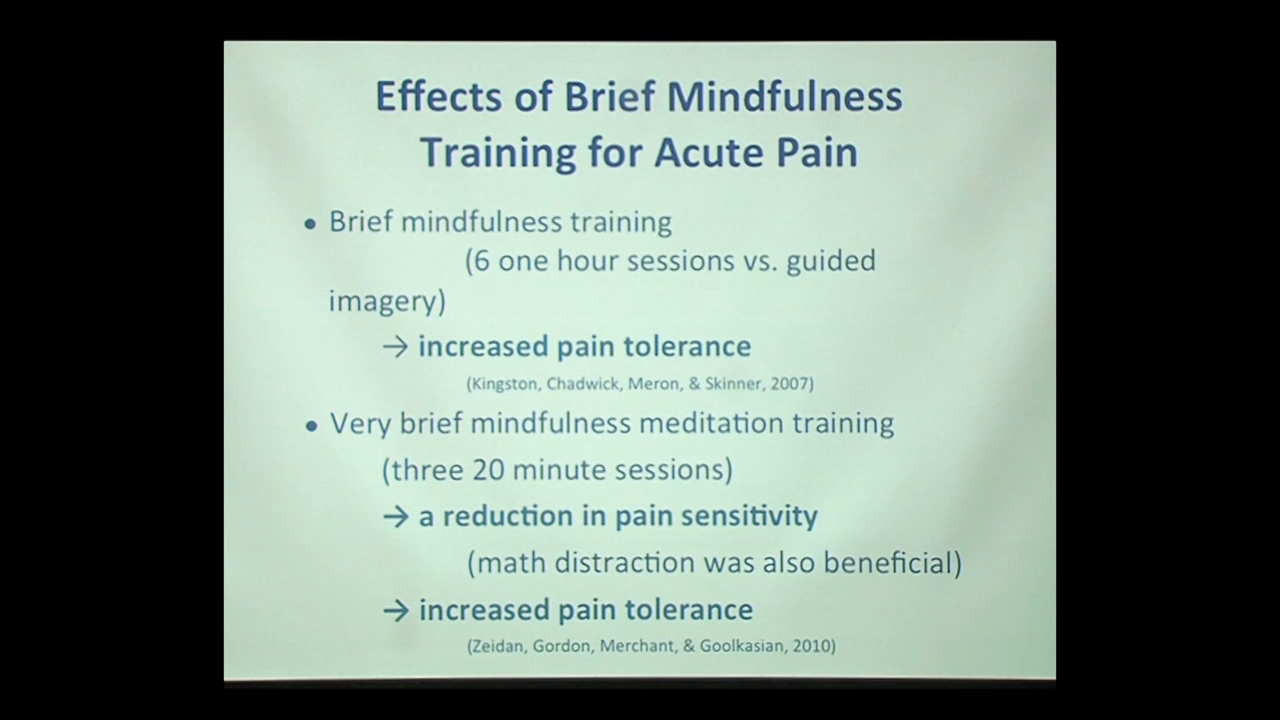 Effects of Brief Mindfulness
Training for Acute Pain
• Brief mindfulness training
(6 one hour sessions vs. guided
imagery)
→ increased pain tolerance
(Kingston, Chadwick, Meron, & Skinner, 2007)
• Very brief mindfulness meditation training
(three 20 minute sessions)
→ a reduction in pain sensitivity
(math distraction was also beneficial)
→ increased pain tolerance
(Zeidan, Gordon, Merchant, & Goolkasian, 2010)